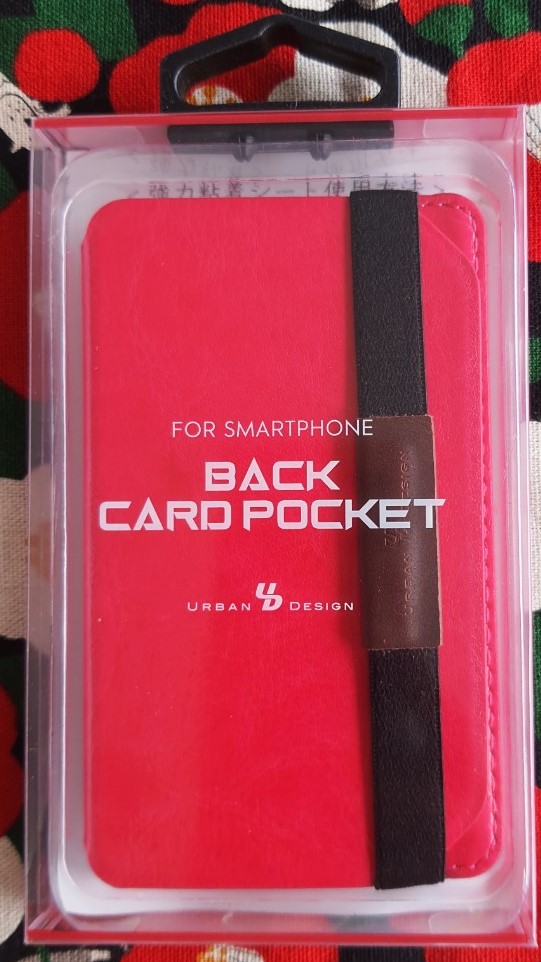 <強力粘着シート使用方法>
FOR SMARTPHONE
BACK
CARD POCKET
URBAN UD DESIGN
URBAN DESIGN